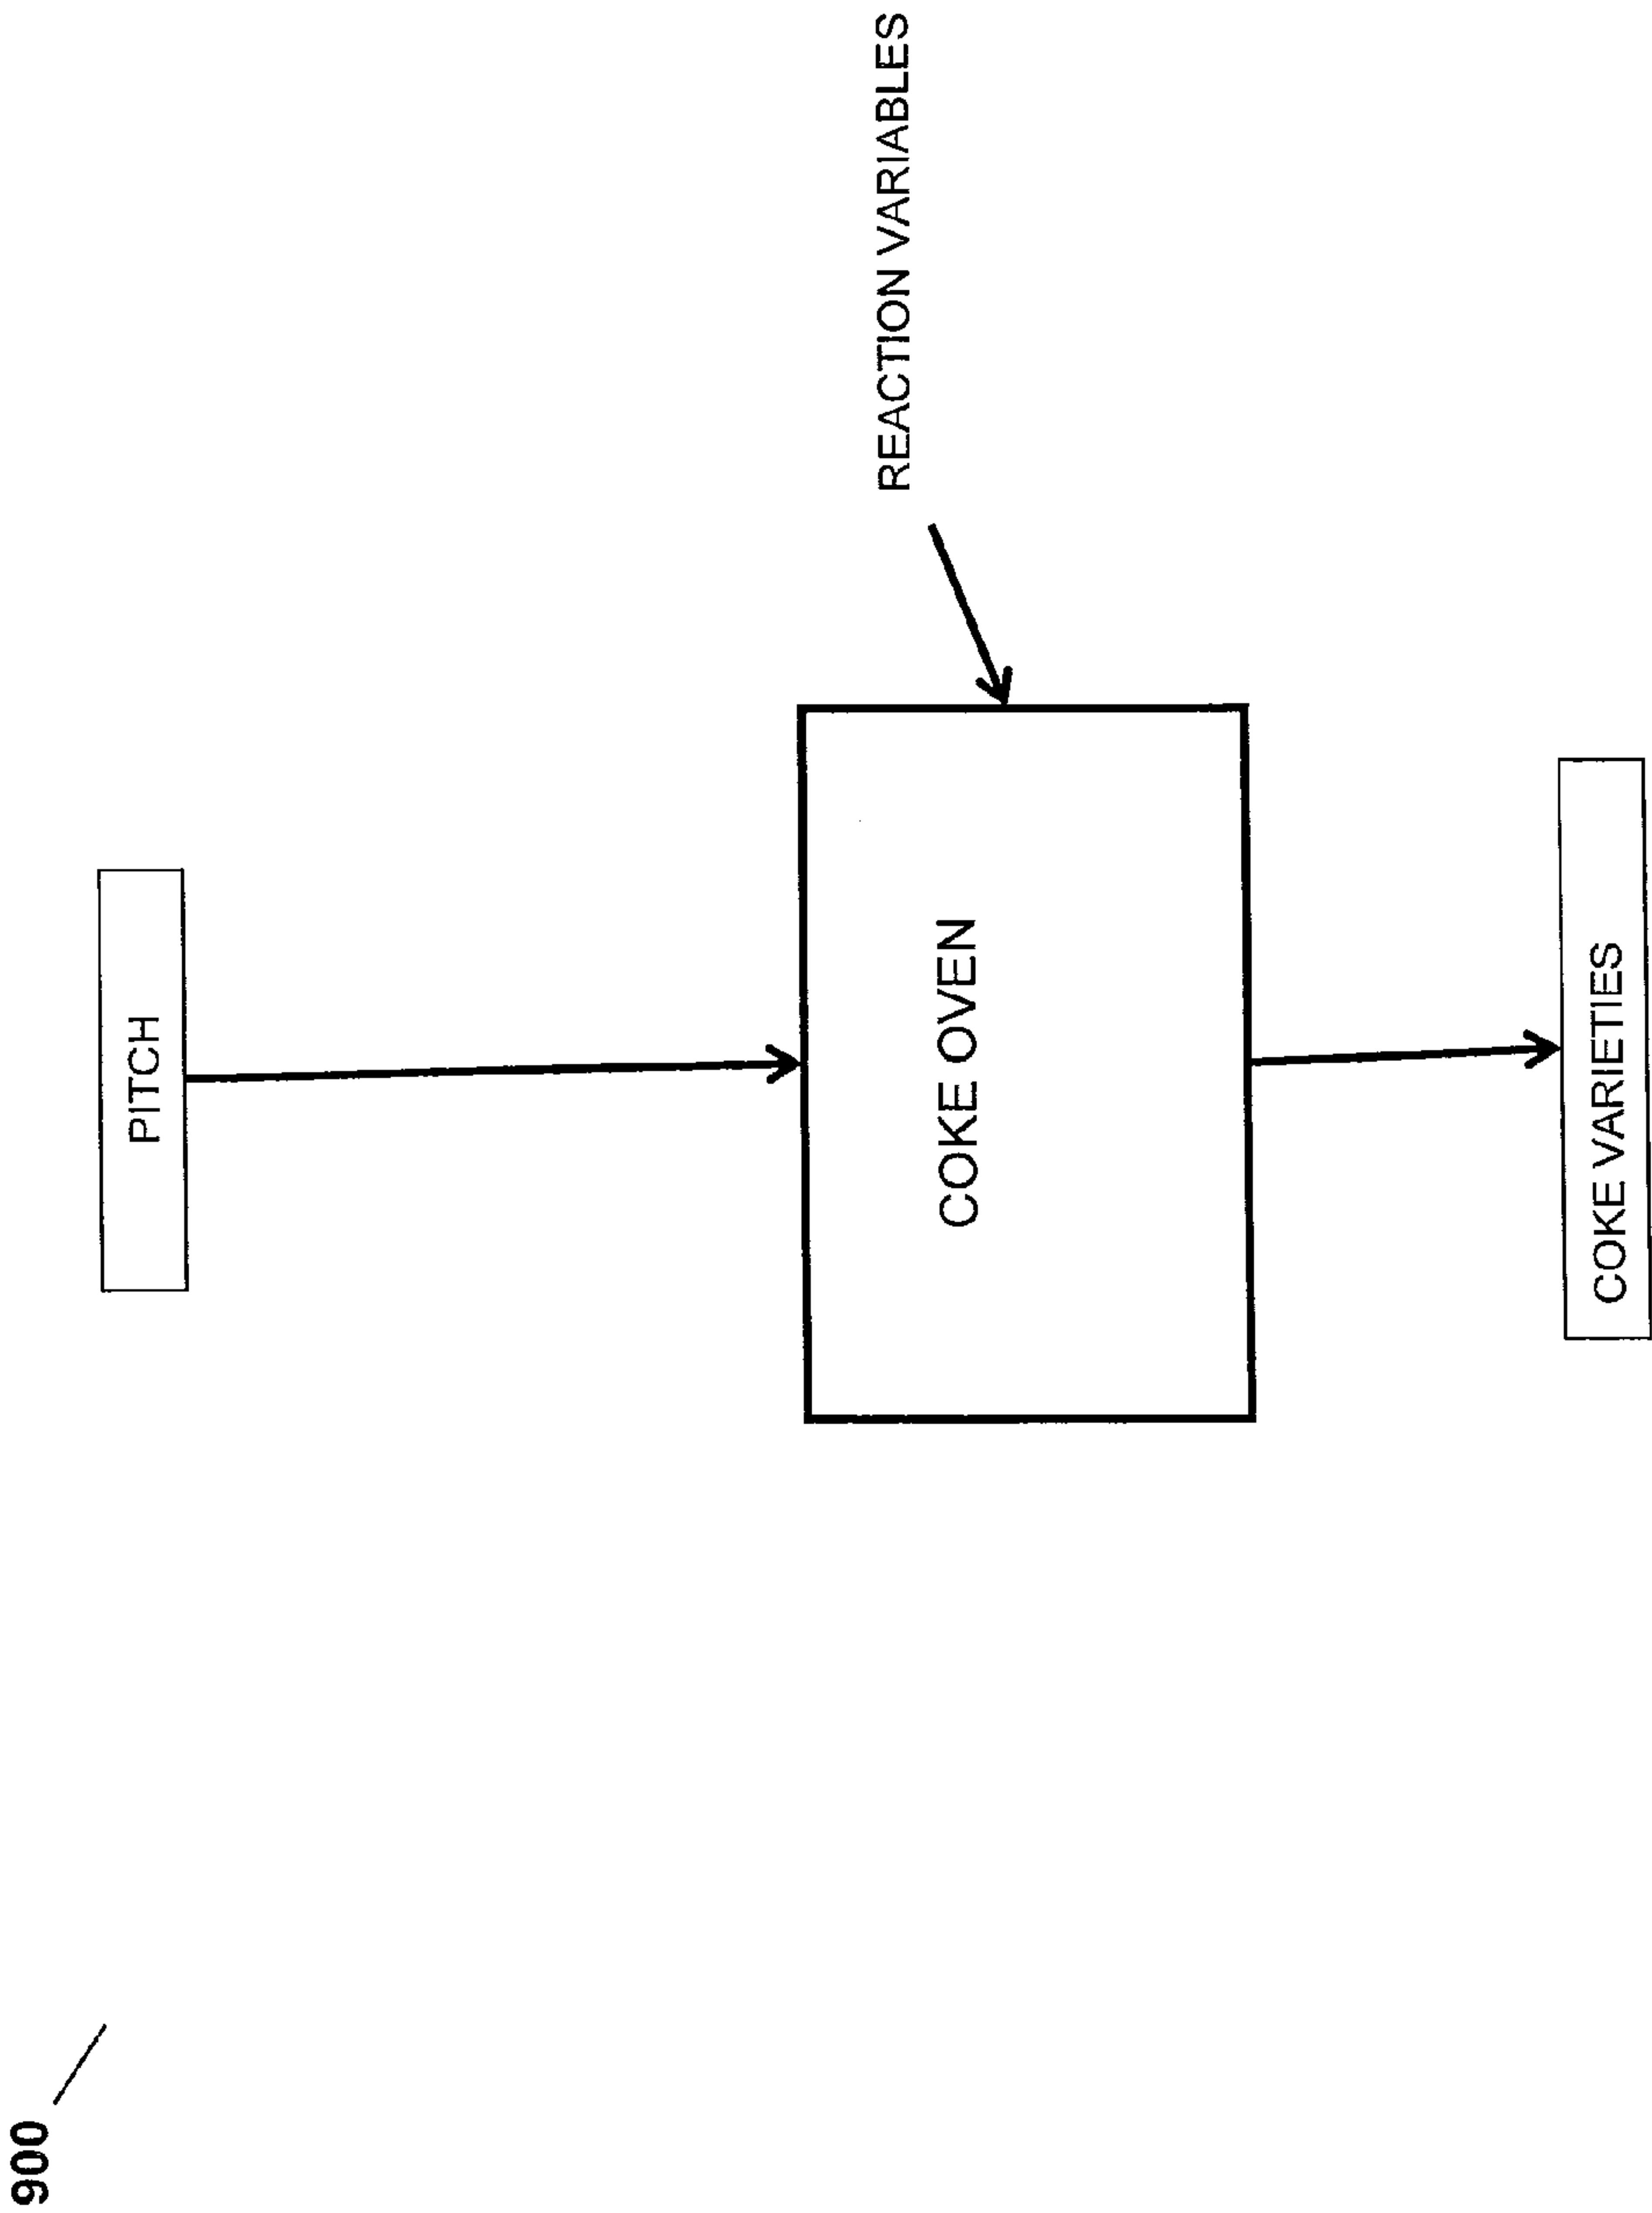 900
PITCH
REACTION VARIABLES
COKE OVEN
COKE VARIETIES